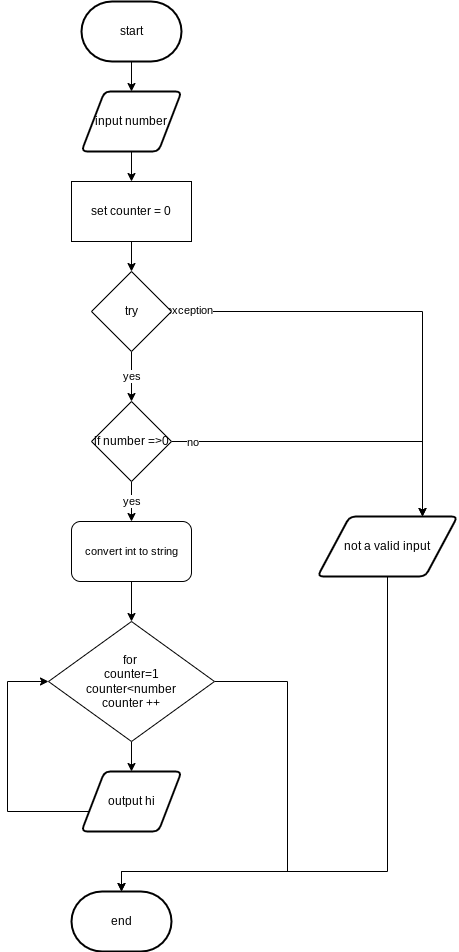 start
input number
set counter = 0
try
exception
yes
if number =>0
no
yes
convert int to string
not a valid input
for
counter=1
counter<number
counter ++
output hi
end